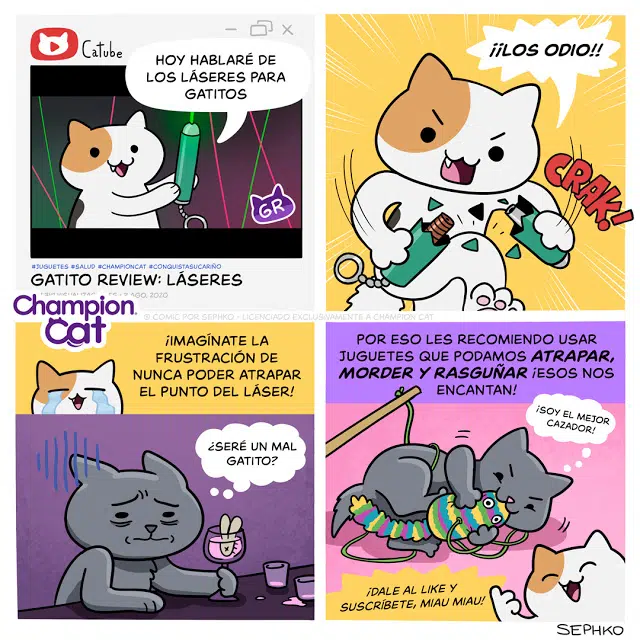 Catube
HOY HABLARÉ DE
LOS LÁSERES PARA
GATITOS
GR
#JUGUETES #SALUD #CHAMPIONCAT #CONQUISTASUCARIÑO
GATITO REVIEW: LÁSERES
¡¡LOS ODIO!!
CRAK!
Champion
Cat
© COMIC POR SEPHKO - LICENCIADO EXCLUSIVAMENTE A CHAMPION CAT
¡IMAGÍNATE LA
FRUSTRACIÓN DE
NUNCA PODER ATRAPAR
EL PUNTO DEL LÁSER!
¿SERÉ UN MAL
GATITO?
POR ESO LES RECOMIENDO USAR
JUGUETES QUE PODAMOS ATRAPAR,
MORDER Y RASGUÑAR ¡ESOS NOS
ENCANTAN!
¡SOY EL MEJOR
CAZADOR!
¡DALE AL LIKE Y
SUSCRÍBETE, MIAU MIAU!
SEPHKO